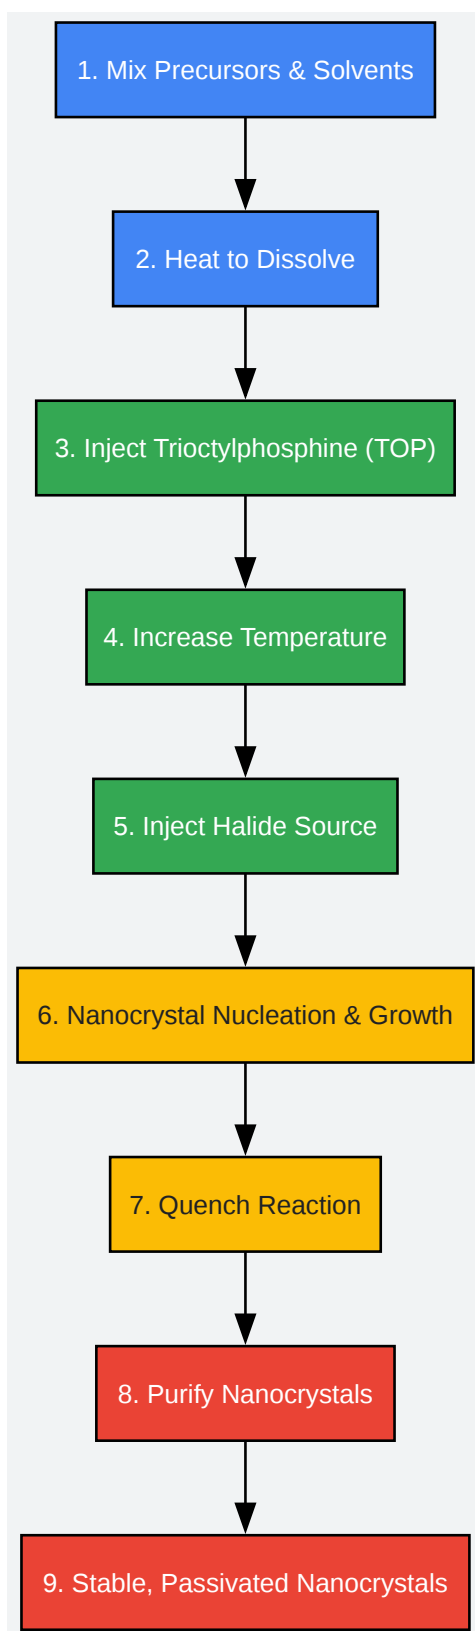 1. Mix Precursors & Solvents
2. Heat to Dissolve
3. Inject Trioctylphosphine (TOP)
4. Increase Temperature
5. Inject Halide Source
6. Nanocrystal Nucleation & Growth
7. Quench Reaction
8. Purify Nanocrystals
9. Stable, Passivated Nanocrystals